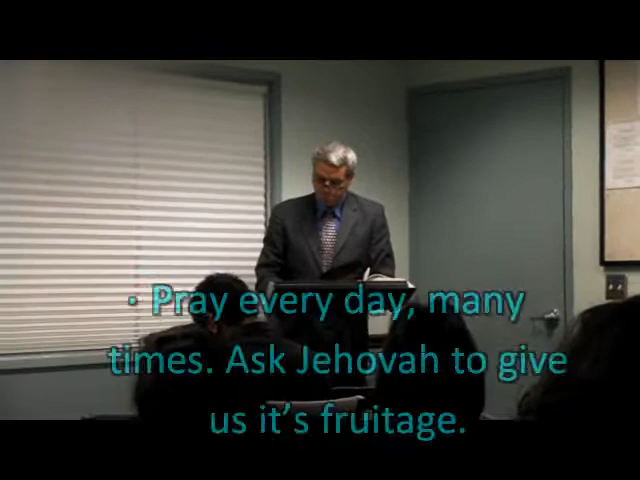 · Pray every day, many
times. Ask Jehovah to give
us it's fruitage.